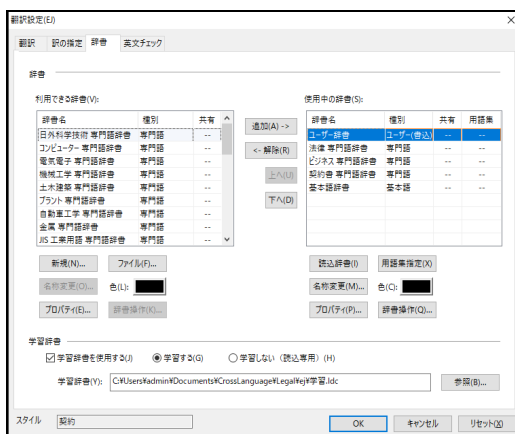 翻訳設定(EJ)
翻訳 訳の指定 辞書 英文チェック
辞書
利用できる辞書(V): 使用中の辞書(S):
辞書名 種別 共有 辞書名 種別 共有 用語集
日外科学技術 専門語辞書 専門語 -- ユーザー辞書 ユーザー(書込) -- --
コンピューター 専門語辞書 専門語 -- 法律 専門語辞書 専門語 -- --
電気電子 専門語辞書 専門語 -- ビジネス 専門語辞書 専門語 -- --
機械工学 専門語辞書 専門語 -- 契約書 専門語辞書 専門語 -- --
土木建築 専門語辞書 専門語 -- 基本語辞書 基本語 -- --
プラント 専門語辞書 専門語 --
自動車工学 専門語辞書 専門語 --
金属 専門語辞書 専門語 --
JIS 工業用語 専門語辞書 専門語 --
追加(A) ->
<- 解除(R)
上へ(U)
下へ(D)
新規(N)... ファイル(F)... 読込辞書(I) 用語集指定(X)
名称変更(O)... 色(L): 名称変更(M)... 色(C):
プロパティ(E)... 辞書操作(K)... プロパティ(P)... 辞書操作(Q)...
学習辞書
学習辞書を使用する(J) 学習する(G) 学習しない（読込専用）(H)
学習辞書(Y): C:¥Users¥admin¥Documents¥CrossLanguage¥Legal¥ej¥学習.ldc 参照(B)...
スタイル 契約 OK キャンセル リセット(X)